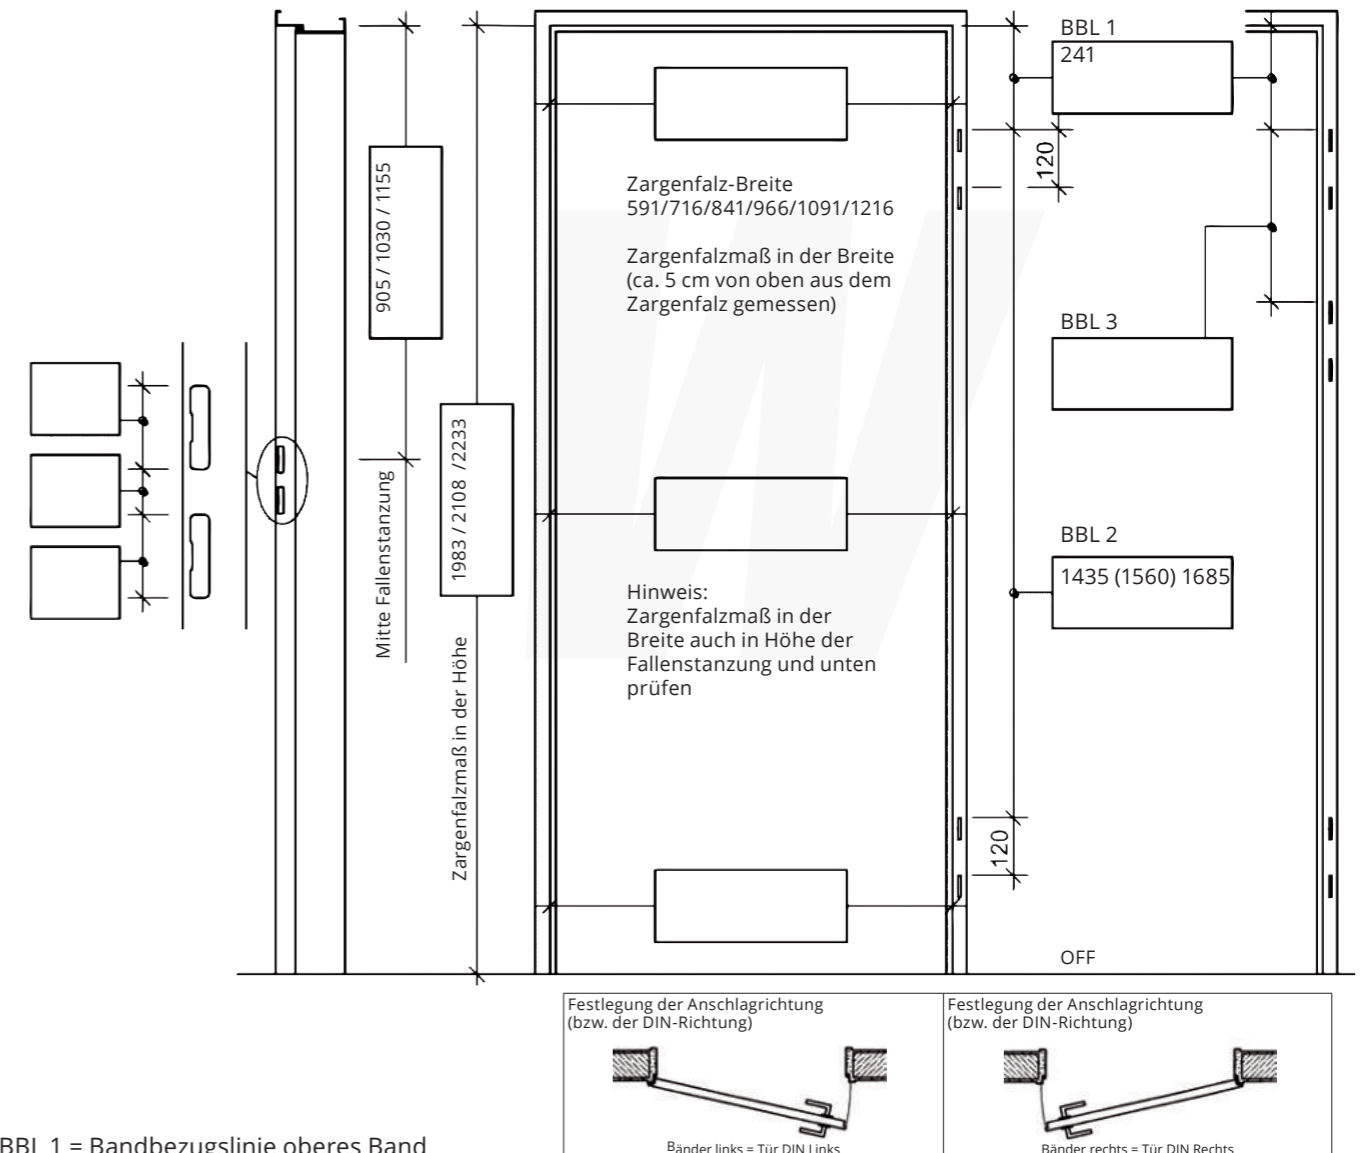 BBL 1
241
120
905 / 1030 / 1155
Zargenfalz-Breite
591/716/841/966/1091/1216
Zargenfalzmaß in der Breite
(ca. 5 cm von oben aus dem
Zargenfalz gemessen)
BBL 3
1983 / 2108 /2233
Mitte Fallenstanzung
BBL 2
1435 (1560) 1685
Hinweis:
Zargenfalzmaß in der
Breite auch in Höhe der
Fallenstanzung und unten
prüfen
Zargenfalzmaß in der Höhe
120
OFF
Festlegung der Anschlagrichtung
(bzw. der DIN-Richtung)
Bänder links = Tür DIN Links
Festlegung der Anschlagrichtung
(bzw. der DIN-Richtung)
Bänder rechts = Tür DIN Rechts
BBL 1 = Bandbezugslinie oberes Band